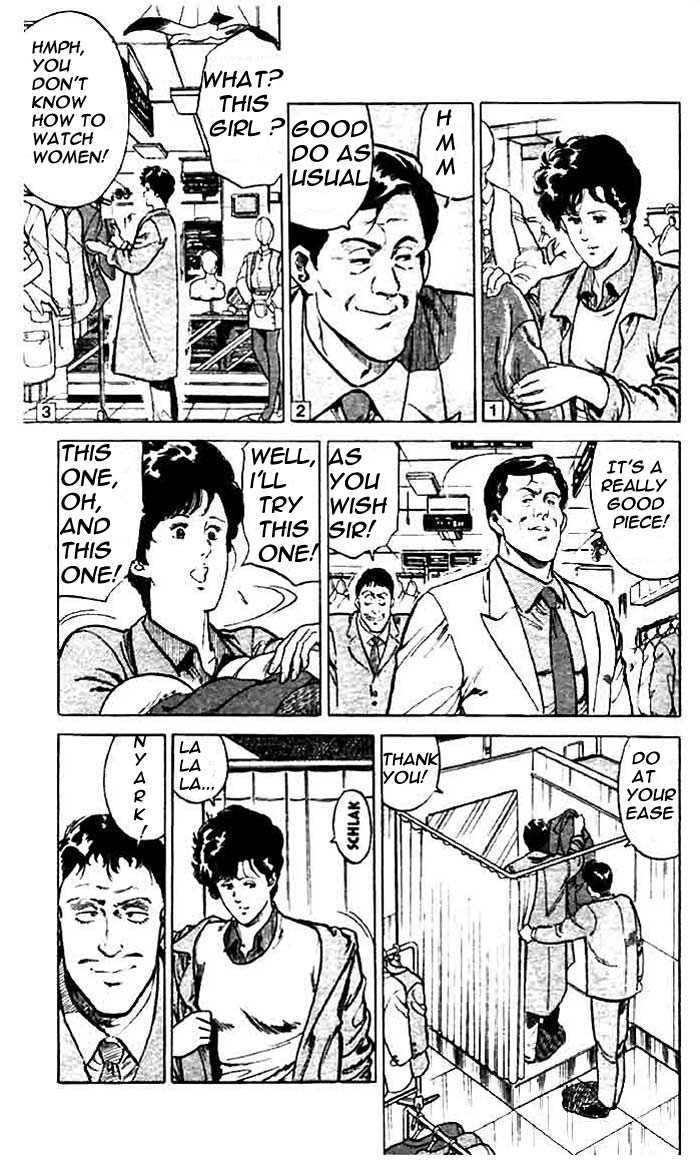 1
H
M
M
GOOD
DO AS
USUAL
2
WHAT?
THIS
GIRL ?
HMPH,
YOU
DON'T
KNOW
HOW TO
WATCH
WOMEN!
3
IT'S A
REALLY
GOOD
PIECE!
AS
YOU
WISH
SIR!
WELL,
I'LL
TRY
THIS
ONE!
THIS
ONE,
OH,
AND
THIS
ONE!
DO
AT
YOUR
EASE
THANK
YOU!
SCHLAK
LA
LA
LA...
N
Y
A
R
K
!